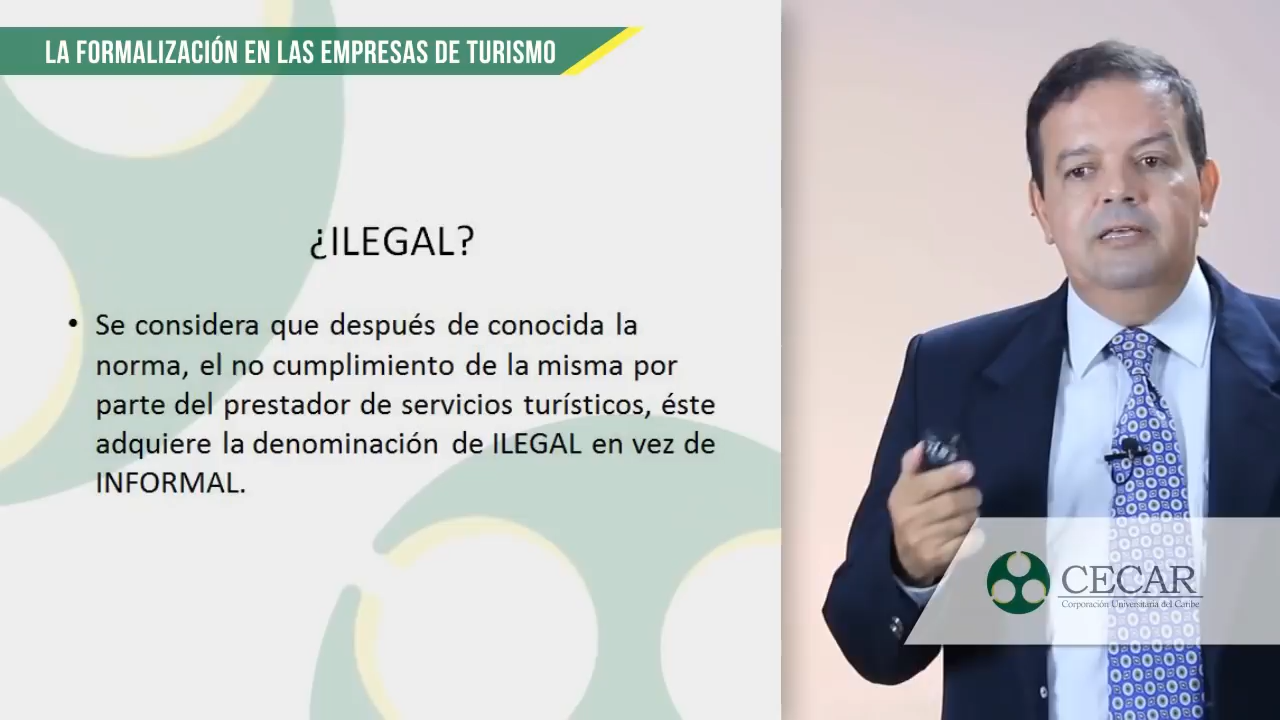 LA FORMALIZACIÓN EN LAS EMPRESAS DE TURISMO
¿ILEGAL?
• Se considera que después de conocida la
norma, el no cumplimiento de la misma por
parte del prestador de servicios turísticos, éste
adquiere la denominación de ILEGAL en vez de
INFORMAL.
CECAR
Corporación Universitaria del Caribe